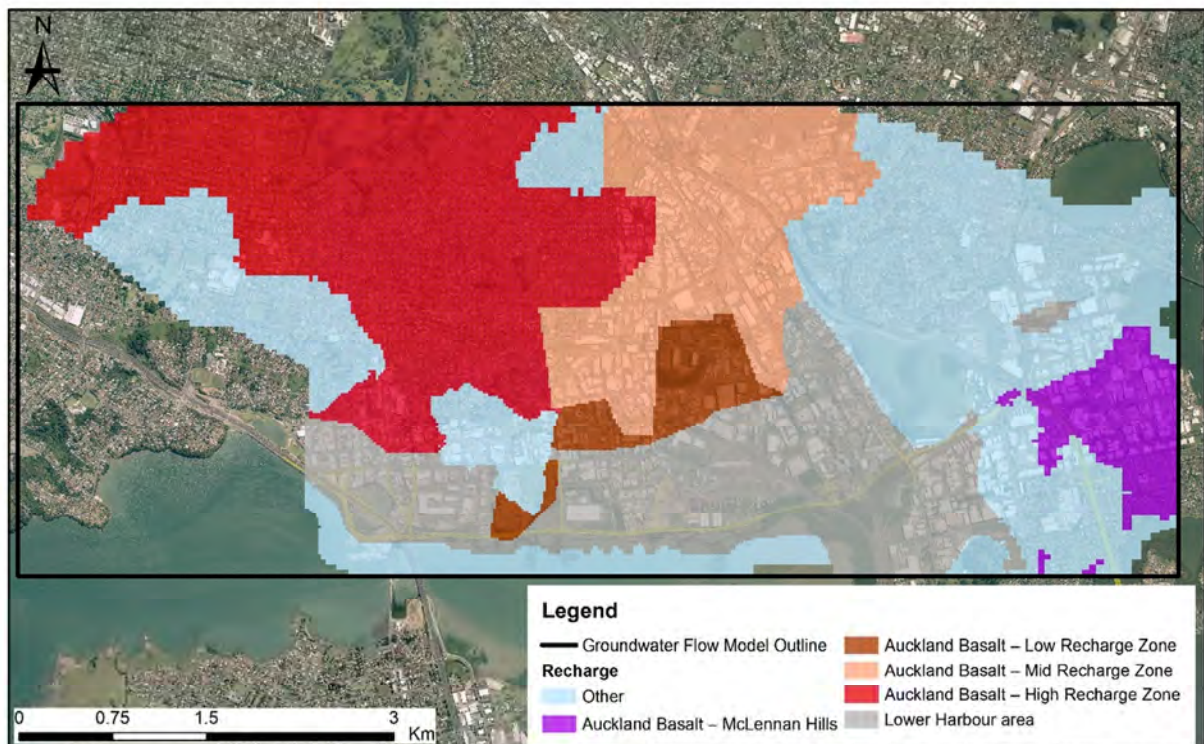 N
Legend
Groundwater Flow Model Outline
Recharge
Other
Auckland Basalt – McLennan Hills
Auckland Basalt – Low Recharge Zone
Auckland Basalt – Mid Recharge Zone
Auckland Basalt – High Recharge Zone
Lower Harbour area
0 0.75 1.5 3
Km